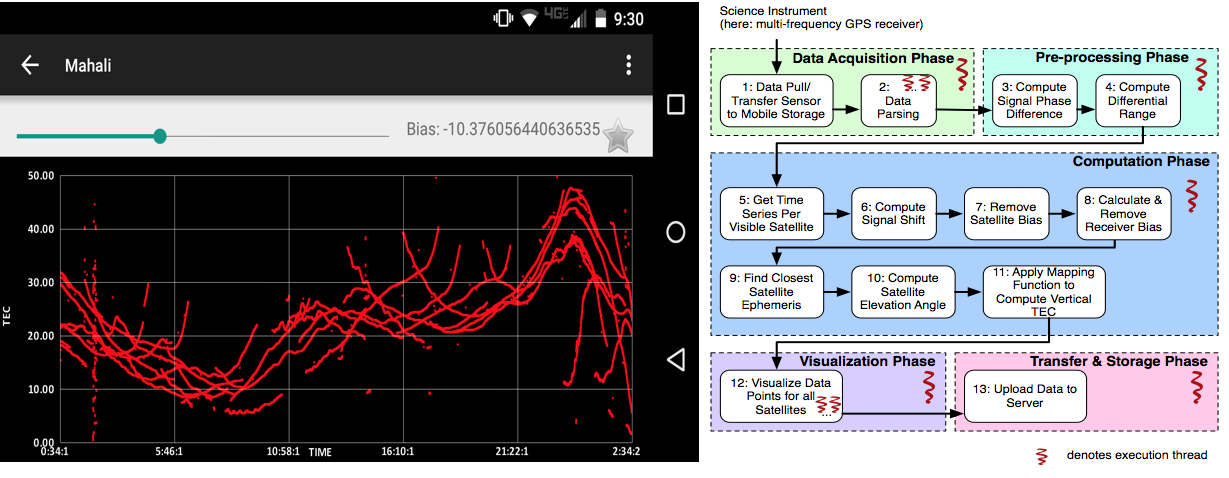 4G LTE 9:30
Mahali
Bias: -10.376056440636535
50.00
40.00
30.00
20.00
10.00
0.00
TEC
0:34:1
5:46:1
10:58:1
TIME
16:10:1
21:22:1
2:34:2
Science Instrument
(here: multi-frequency GPS receiver)
Data Acquisition Phase
1: Data Pull/
Transfer Sensor
to Mobile Storage
2:
...
Data
Parsing
Pre-processing Phase
3: Compute
Signal Phase
Difference
4: Compute
Differential
Range
Computation Phase
5: Get Time
Series Per
Visible Satellite
6: Compute
Signal Shift
7: Remove
Satellite Bias
8: Calculate &
Remove
Receiver Bias
9: Find Closest
Satellite
Ephemeris
10: Compute
Satellite
Elevation Angle
11: Apply Mapping
Function to
Compute Vertical
TEC
Visualization Phase
12: Visualize Data
Points for all
Satellites
...
Transfer & Storage Phase
13: Upload Data to
Server
denotes execution thread